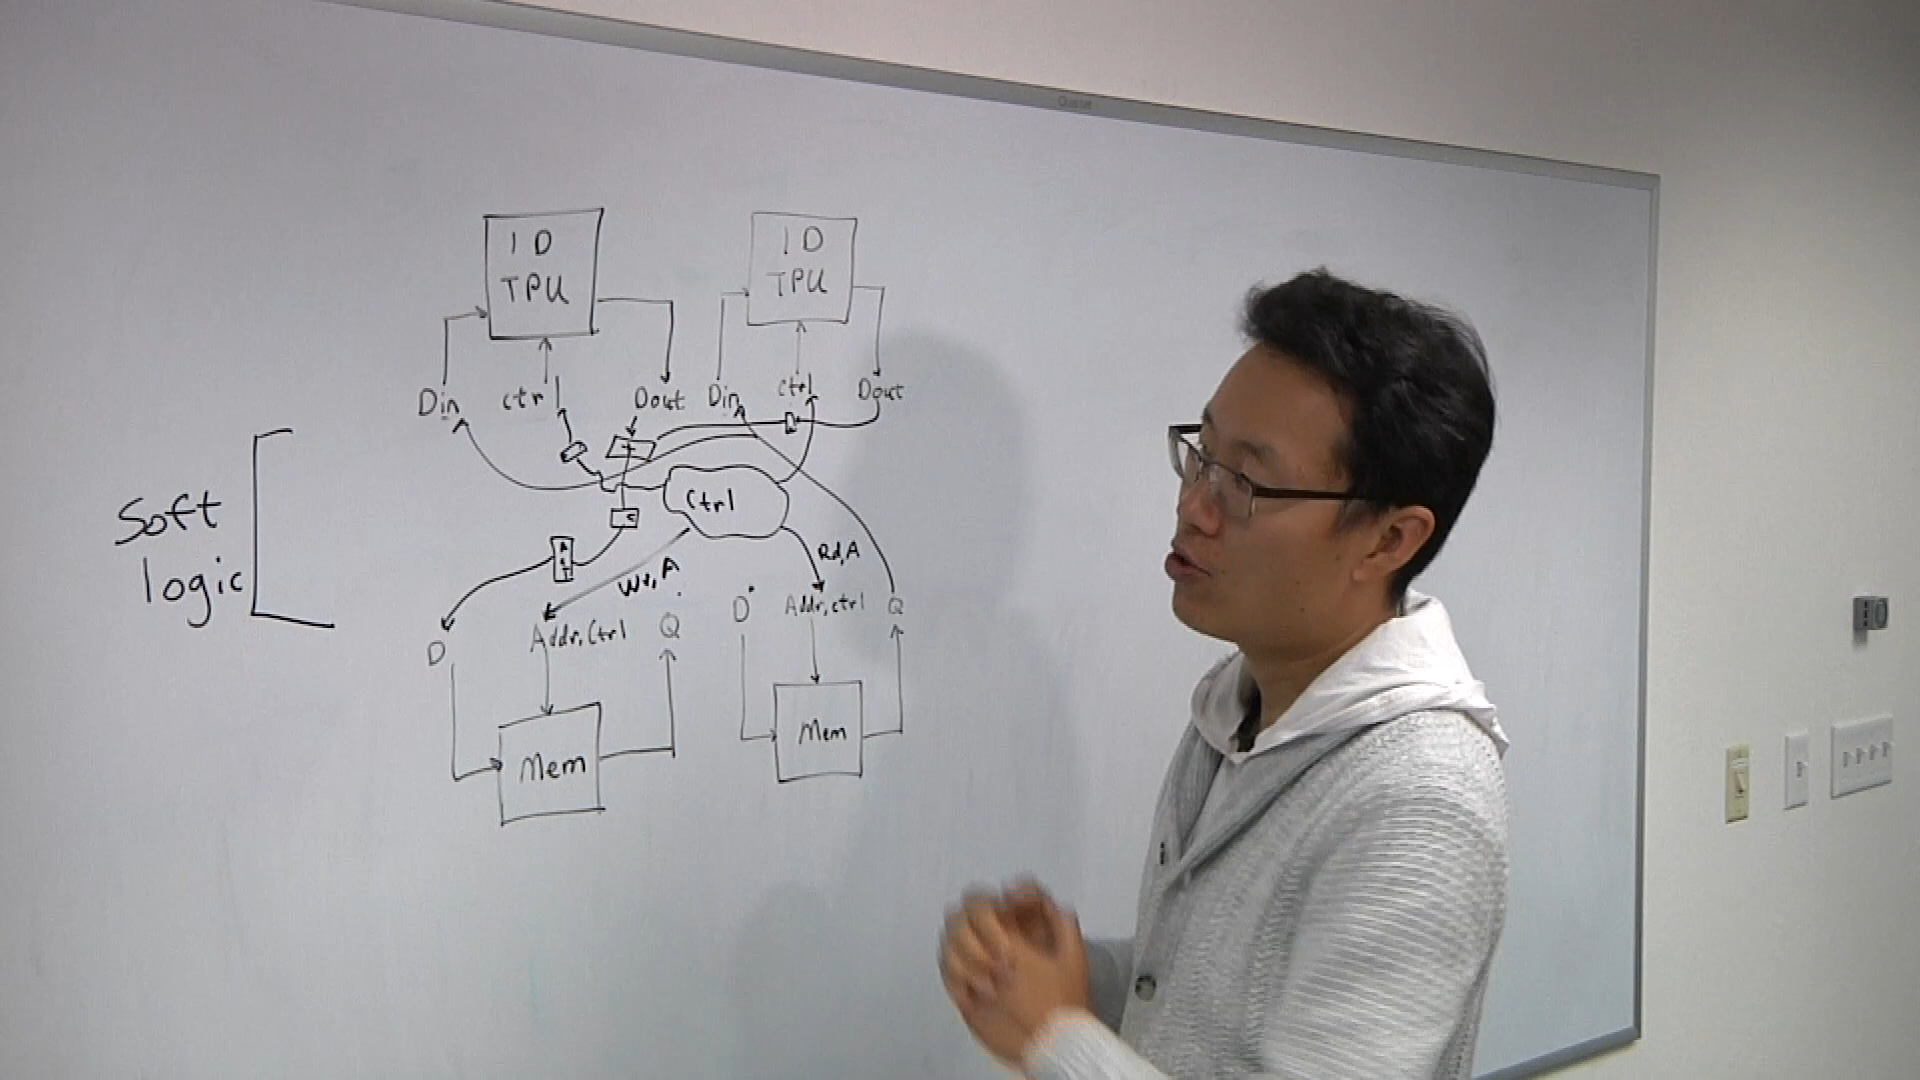 1D
TPU
1D
TPU
Din
ctrl
Dout
Din
ctrl
Dout
+
Ctrl
Soft
logic
Rd,A
Wr,A
D
Addr,Ctrl
Q
D
Addr,ctrl
Q
Mem
Mem